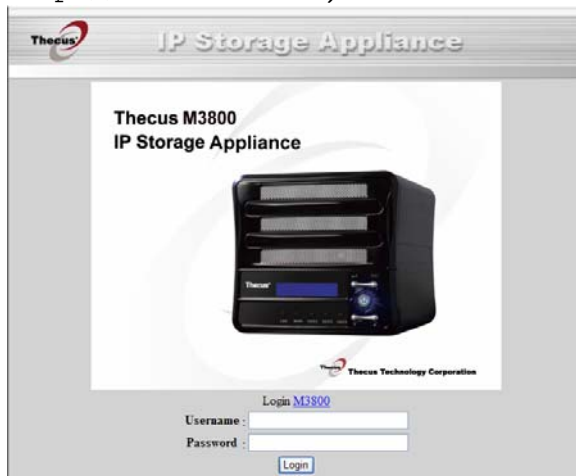 Thecus
IP Storage Appliance
Thecus M3800
IP Storage Appliance
Thecus
Thecus Technology Corporation
Login M3800
Username :
Password :
Login